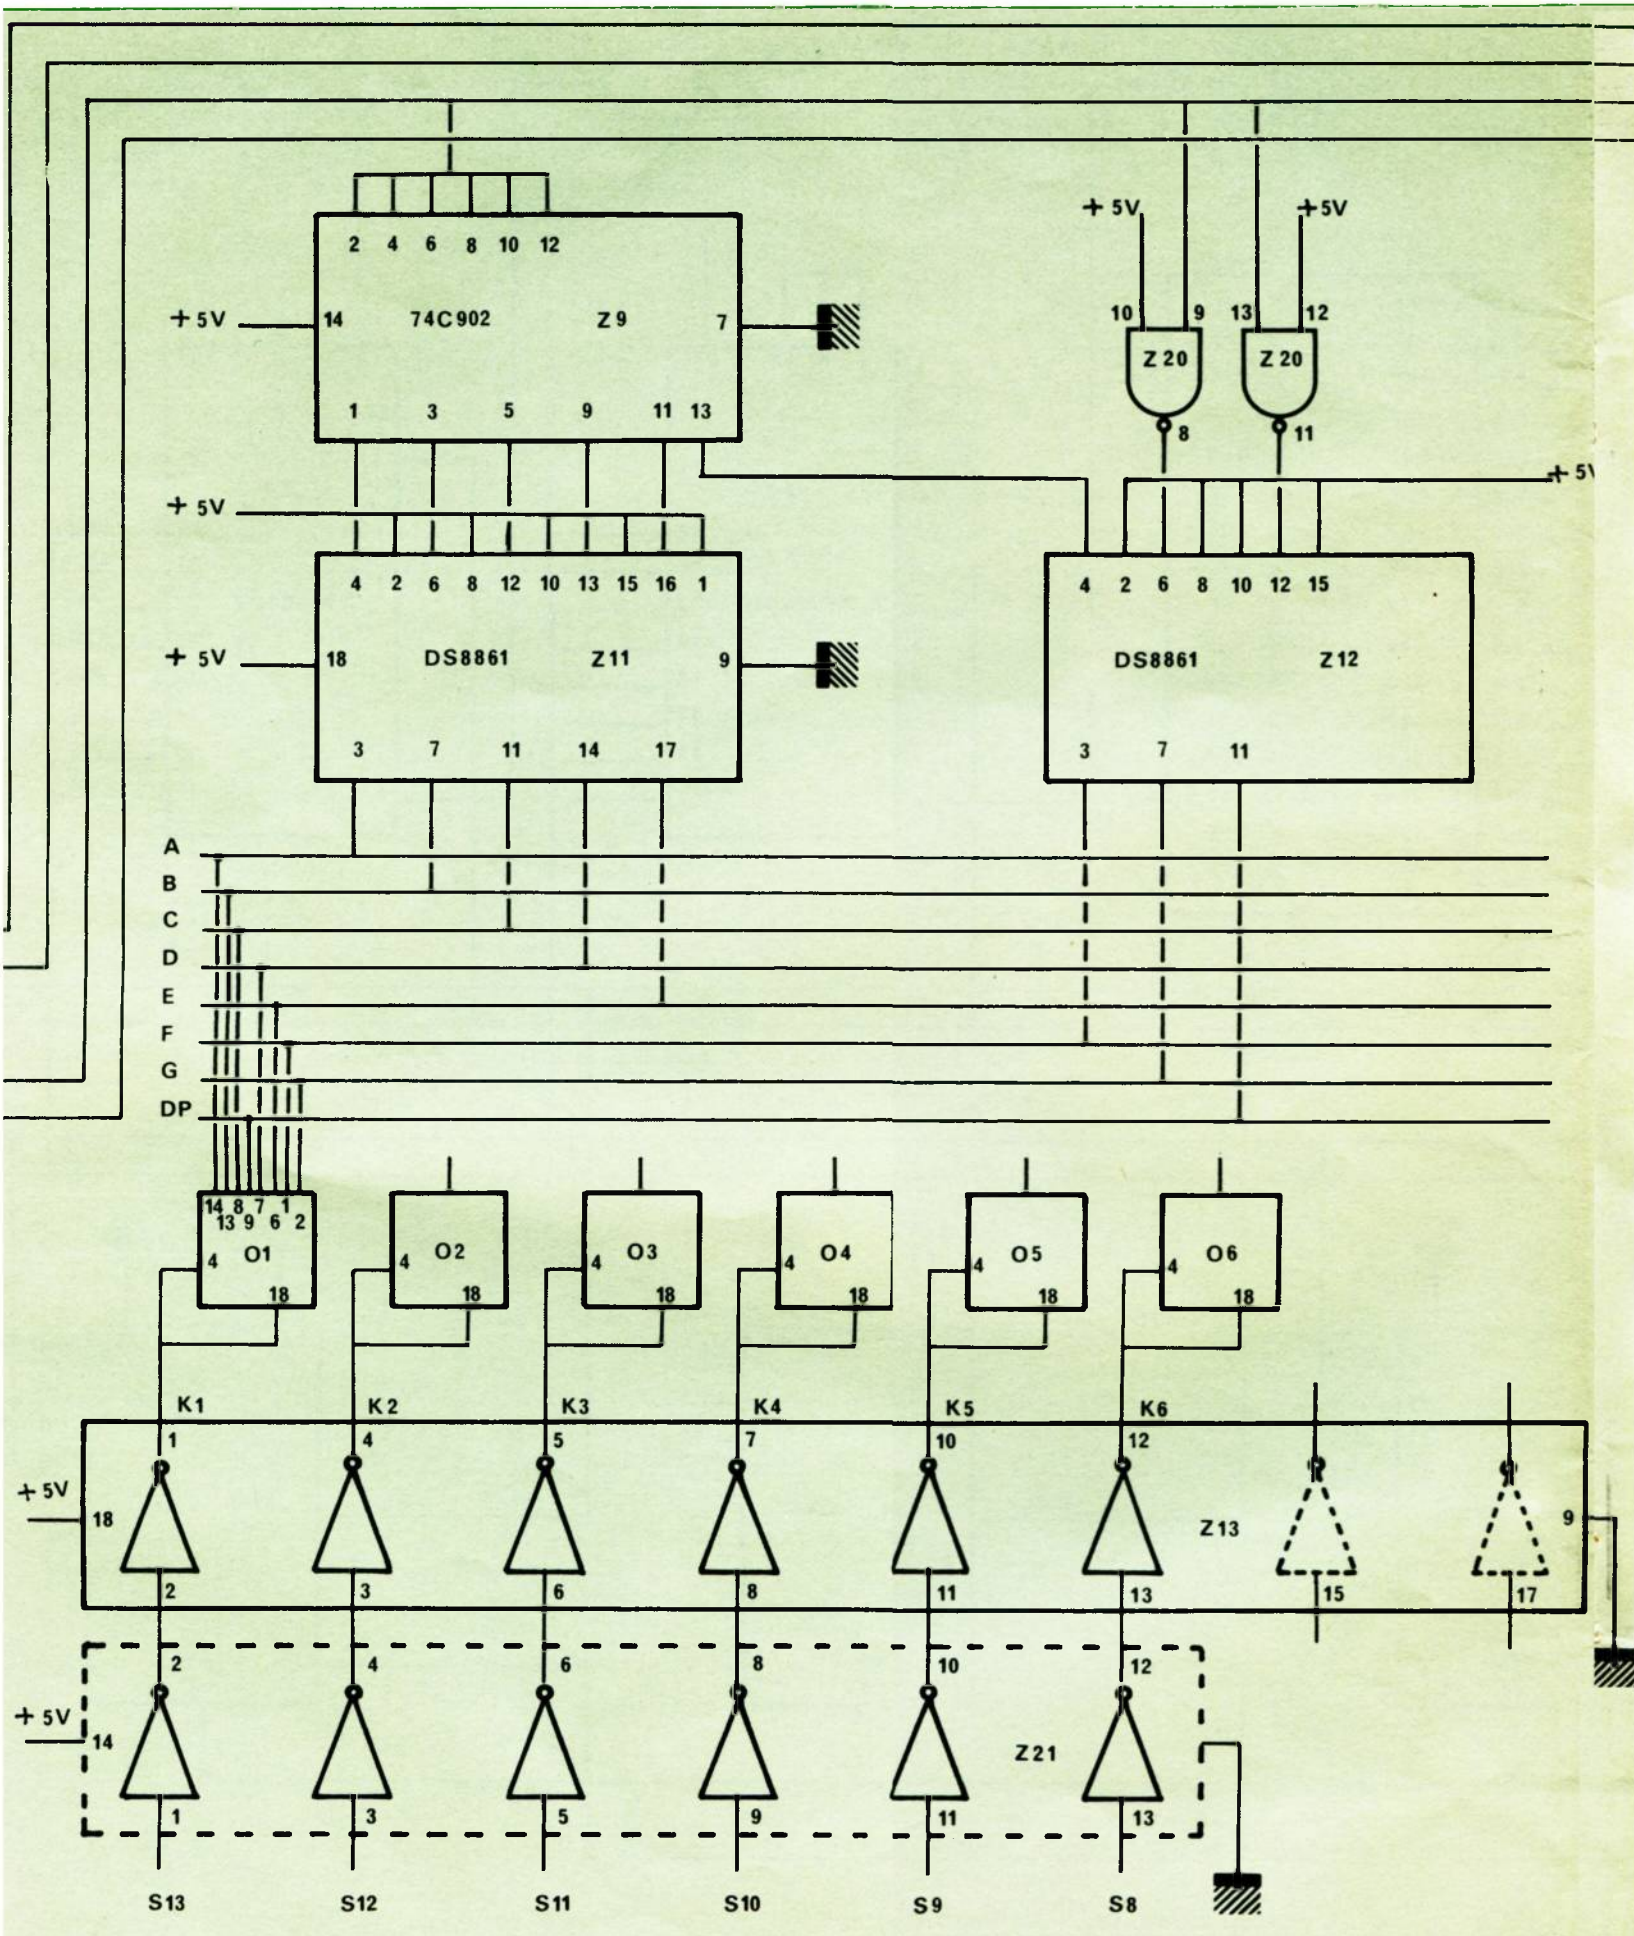 2 4 6 8 10 12
+ 5V +5V
+ 5V 14 74C902 Z9 7
10 9 13 12
Z 20 Z 20
1 3 5 9 11 13
8 11
+ 5V
+ 5V
4 2 6 8 12 10 13 15 16 1
4 2 6 8 10 12 15
+ 5V 18 DS8861 Z11 9
DS8861 Z12
3 7 11 14 17
3 7 11
A
B
C
D
E
F
G
DP
14 8 7 1
13 9 6 2
4 O1 4 O2 4 O3 4 O4 4 O5 4 O6
18 18 18 18 18 18
K1 K2 K3 K4 K5 K6
1 4 5 7 10 12
+ 5V
18 Z13 9
2 3 6 8 11 13 15 17
2 4 6 8 10 12
+ 5V
14 Z21
1 3 5 9 11 13
S13 S12 S11 S10 S9 S8